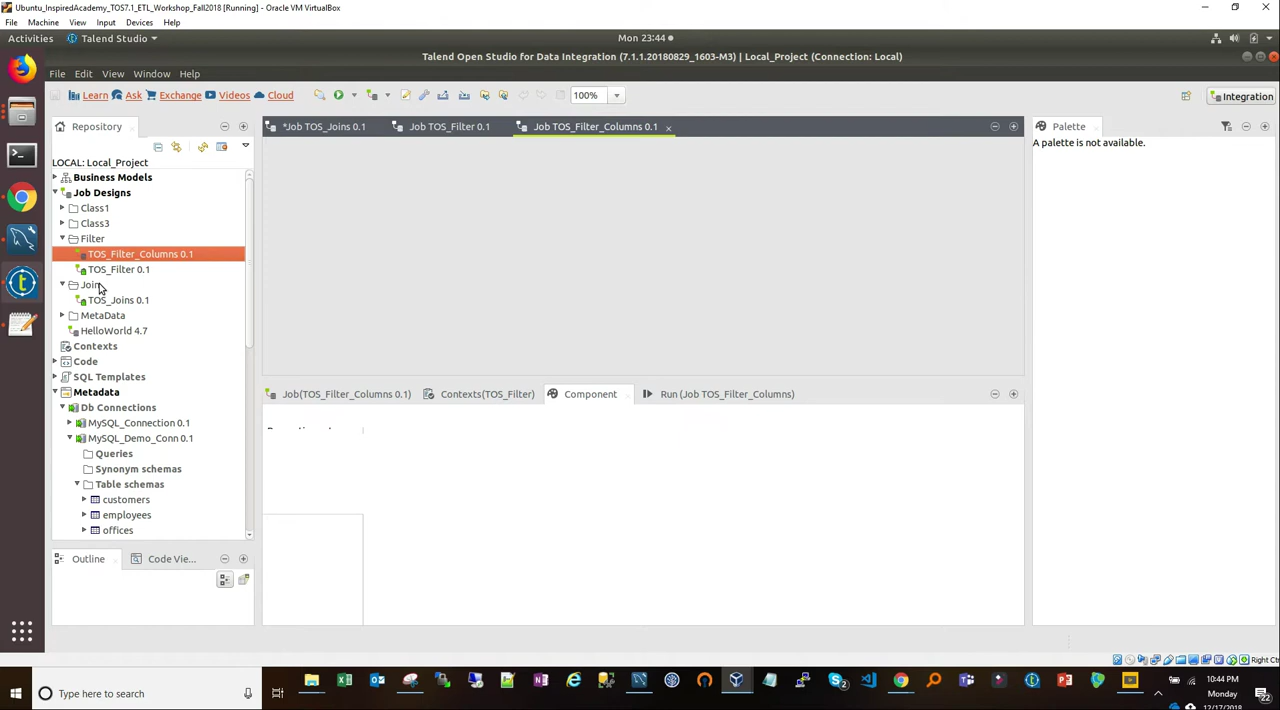 Ubuntu_InspiredAcademy_TOS7.1_ETL_Workshop_Fall2018 [Running] - Oracle VM VirtualBox
File Machine View Input Devices Help
Activities Talend Studio Mon 23:44
Talend Open Studio for Data Integration (7.1.1.20180829_1603-M3) | Local_Project (Connection: Local)
File Edit View Window Help
Learn Ask Exchange Videos Cloud 100% Integration
Repository *Job TOS_Joins 0.1 Job TOS_Filter 0.1 Job TOS_Filter_Columns 0.1 Palette
A palette is not available.
LOCAL: Local_Project
Business Models
Job Designs
Class1
Class3
Filter
TOS_Filter_Columns 0.1
TOS_Filter 0.1
TOS_Joins 0.1
MetaData
HelloWorld 4.7
Contexts
Code
SQL Templates
Metadata
Db Connections
MySQL_Connection 0.1
MySQL_Demo_Conn 0.1
Queries
Synonym schemas
Table schemas
customers
employees
offices
Job(TOS_Filter_Columns 0.1) Contexts(TOS_Filter) Component Run (Job TOS_Filter_Columns)
Outline Code Vie...
Right Ct
Type here to search
10:44 PM
Monday
12/17/2018
22